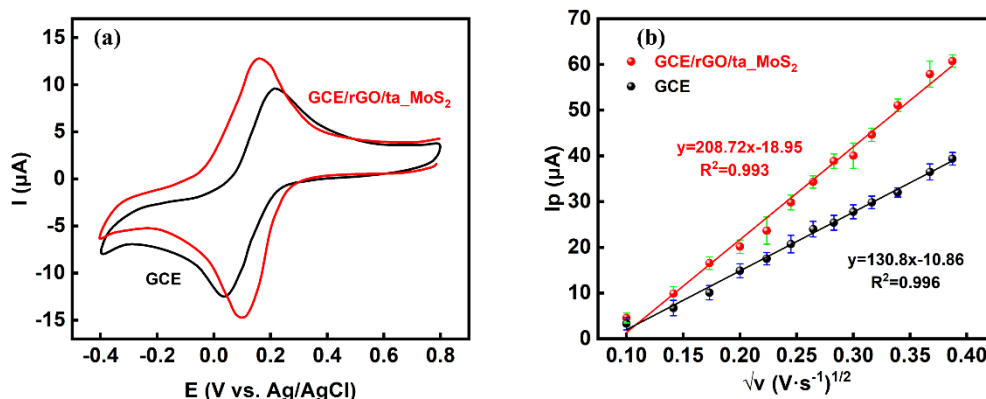 (a)
GCE/rGO/ta_MoS₂
GCE
I (μA)
15
10
5
0
-5
-10
-15
-0.4 -0.2 0.0 0.2 0.4 0.6 0.8
E (V vs. Ag/AgCl)
(b)
GCE/rGO/ta_MoS₂
GCE
y=208.72x-18.95
R²=0.993
y=130.8x-10.86
R²=0.996
Ip (μA)
70
60
50
40
30
20
10
0
0.10 0.15 0.20 0.25 0.30 0.35 0.40
√v (V·s⁻¹)¹/²